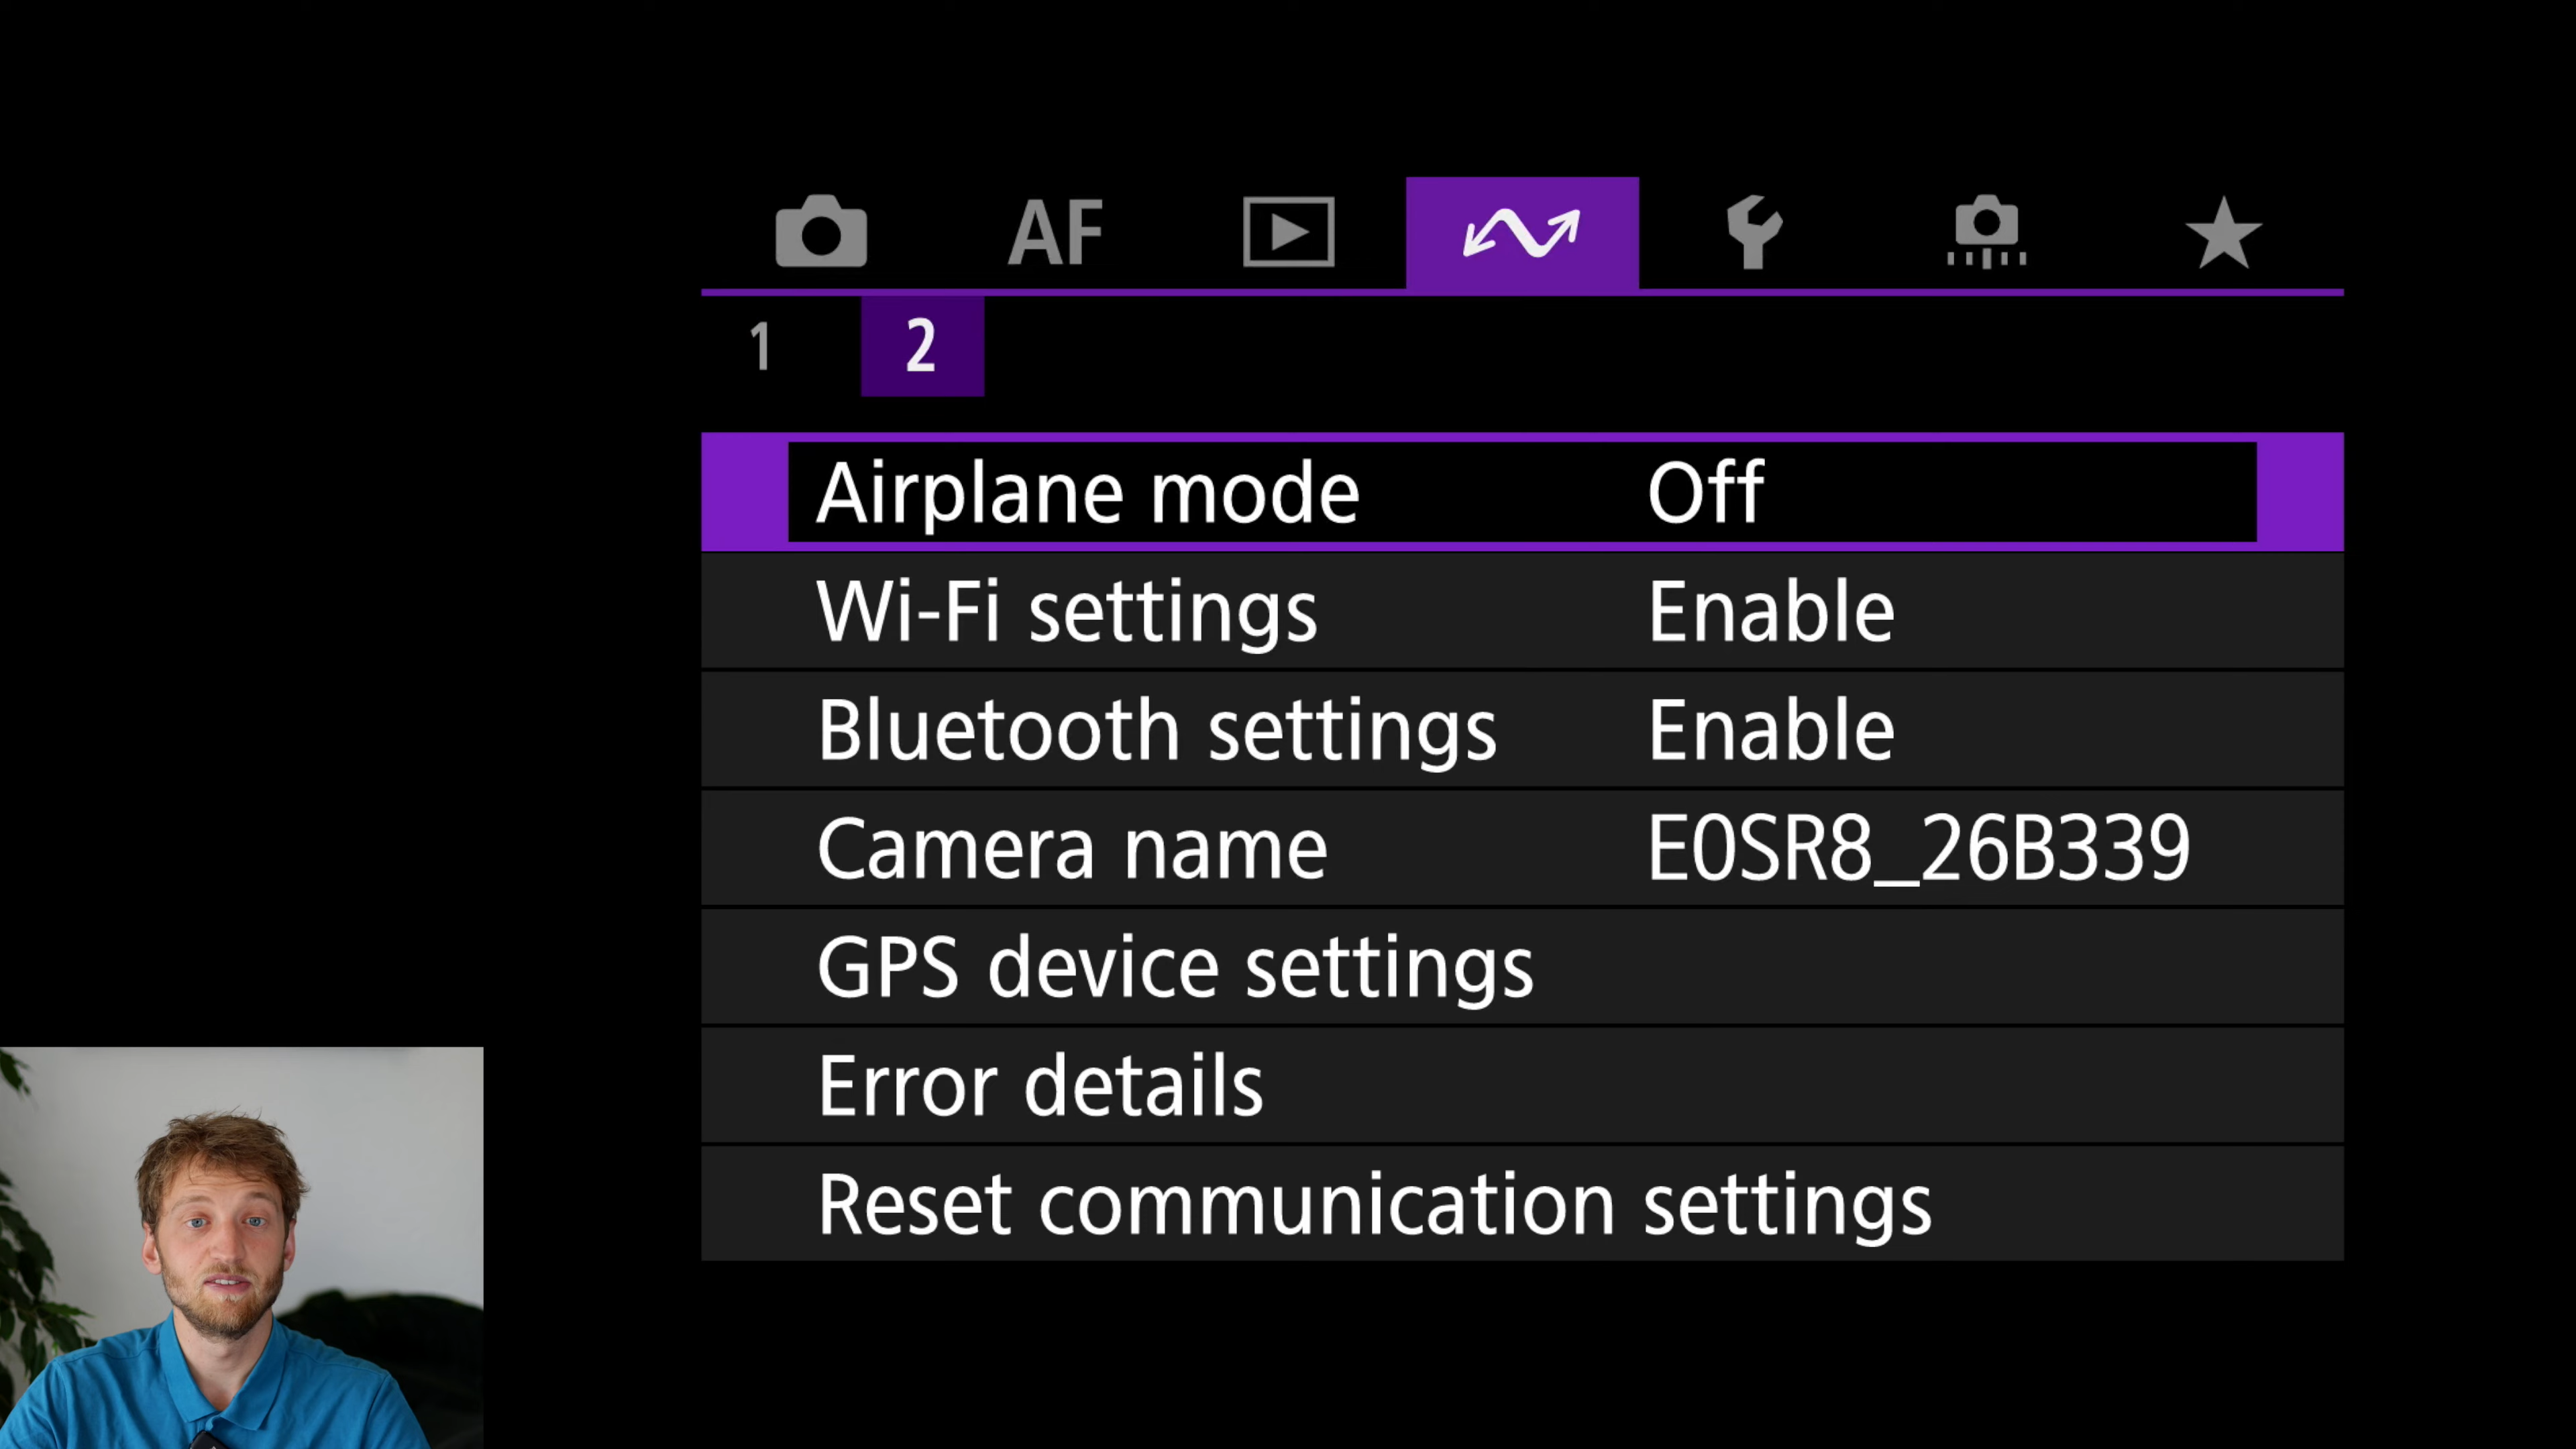 AF
1 2
Airplane mode Off
Wi-Fi settings Enable
Bluetooth settings Enable
Camera name E0SR8_26B339
GPS device settings
Error details
Reset communication settings